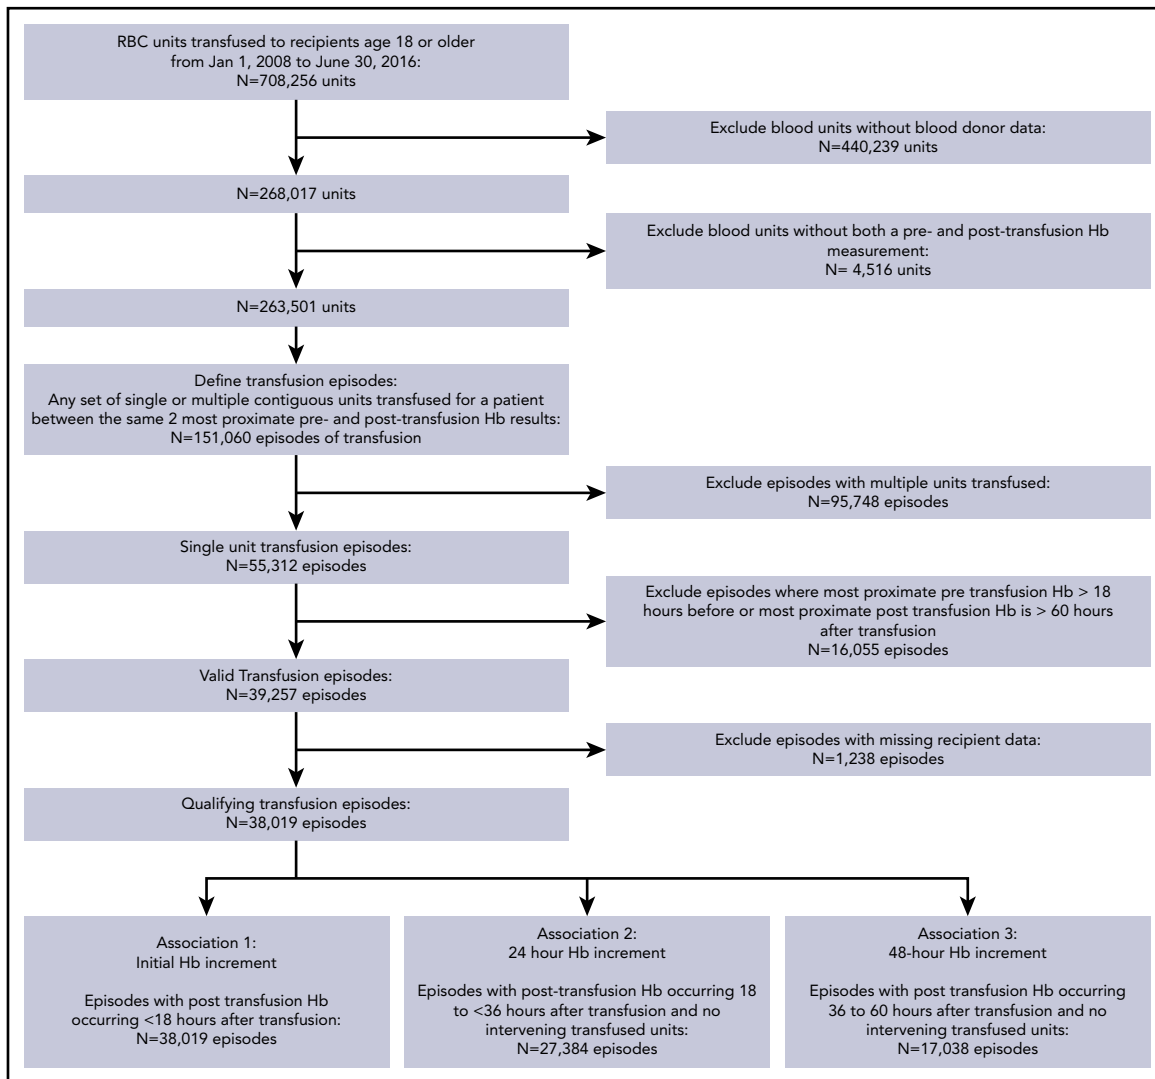 RBC units transfused to recipients age 18 or older
from Jan 1, 2008 to June 30, 2016:
N=708,256 units
Exclude blood units without blood donor data:
N=440,239 units
N=268,017 units
Exclude blood units without both a pre- and post-transfusion Hb
measurement:
N= 4,516 units
N=263,501 units
Define transfusion episodes:
Any set of single or multiple contiguous units transfused for a patient
between the same 2 most proximate pre- and post-transfusion Hb results:
N=151,060 episodes of transfusion
Exclude episodes with multiple units transfused:
N=95,748 episodes
Single unit transfusion episodes:
N=55,312 episodes
Exclude episodes where most proximate pre transfusion Hb > 18
hours before or most proximate post transfusion Hb is > 60 hours
after transfusion
N=16,055 episodes
Valid Transfusion episodes:
N=39,257 episodes
Exclude episodes with missing recipient data:
N=1,238 episodes
Qualifying transfusion episodes:
N=38,019 episodes
Association 1:
Initial Hb increment
Episodes with post transfusion Hb
occurring <18 hours after transfusion:
N=38,019 episodes
Association 2:
24 hour Hb increment
Episodes with post-transfusion Hb occurring 18
to <36 hours after transfusion and no
intervening transfused units:
N=27,384 episodes
Association 3:
48-hour Hb increment
Episodes with post transfusion Hb occurring
36 to 60 hours after transfusion and no
intervening transfused units:
N=17,038 episodes